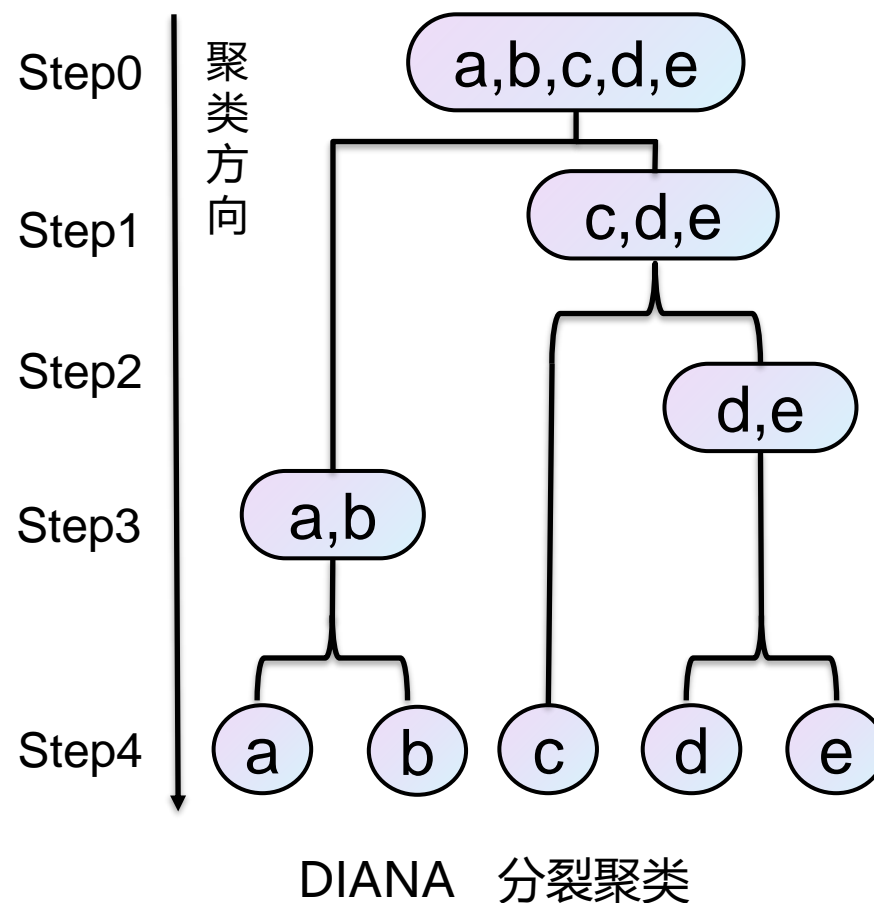 Step0
聚类方向
a,b,c,d,e
Step1
c,d,e
Step2
d,e
Step3
a,b
Step4
a
b
c
d
e
DIANA 分裂聚类